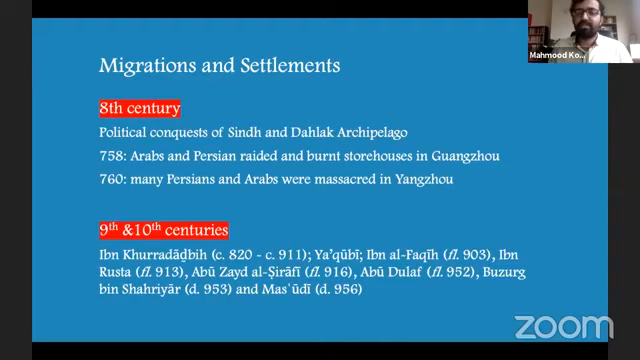 Mahmood Ko...
Migrations and Settlements
8th century
Political conquests of Sindh and Dahlak Archipelago
758: Arabs and Persian raided and burnt storehouses in Guangzhou
760: many Persians and Arabs were massacred in Yangzhou
9th &10th centuries
Ibn Khurradāḏbih (c. 820 - c. 911); Ya’qūbī; Ibn al-Faqīh (fl. 903), Ibn
Rusta (fl. 913), Abū Zayd al-Ṣirāfī (fl. 916), Abū Dulaf (fl. 952), Buzurg
bin Shahriyār (d. 953) and Mas‘ūdī (d. 956)
zoom